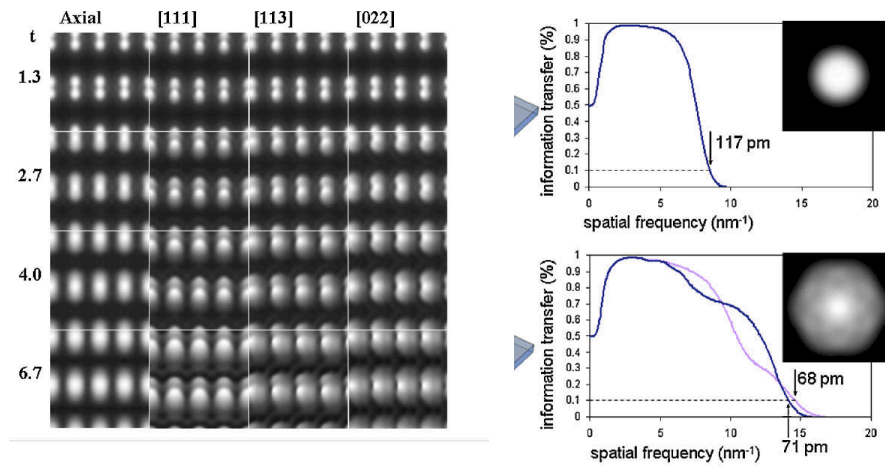 Axial [111] [113] [022]
t
1.3
2.7
4.0
6.7
information transfer (%)
1
0.9
0.8
0.7
0.6
0.5
0.4
0.3
0.2
0.1
0
117 pm
0 5 10 15 20
spatial frequency (nm-1)
information transfer (%)
1
0.9
0.8
0.7
0.6
0.5
0.4
0.3
0.2
0.1
0
68 pm
0 5 10 15 20
71 pm
spatial frequency (nm-1)